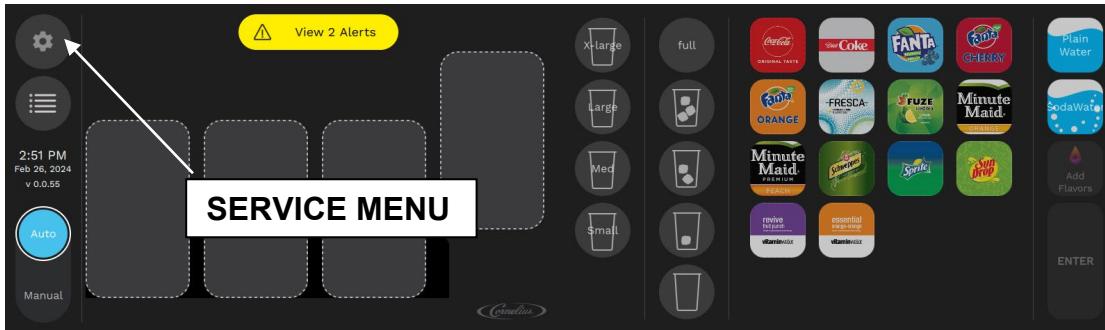 View 2 Alerts
2:51 PM
Feb 26, 2024
v 0.0.55
Auto
Manual
SERVICE MENU
Cornelius
X-large
Large
Med
Small
full
Coca-Cola
ORIGINAL TASTE
Diet Coke
FANTA
Fanta
CHERRY
Fanta
ORANGE
FRESCA
FUZE
Minute
Maid
ORANGE
Minute
Maid
PREMIUM
PEACH
Schweppes
Sprite
Sun
Drop
revive
fruit punch
vitaminwater
essential
orange-orange
vitaminwater
Plain
Water
SodaWater
Add
Flavors
ENTER